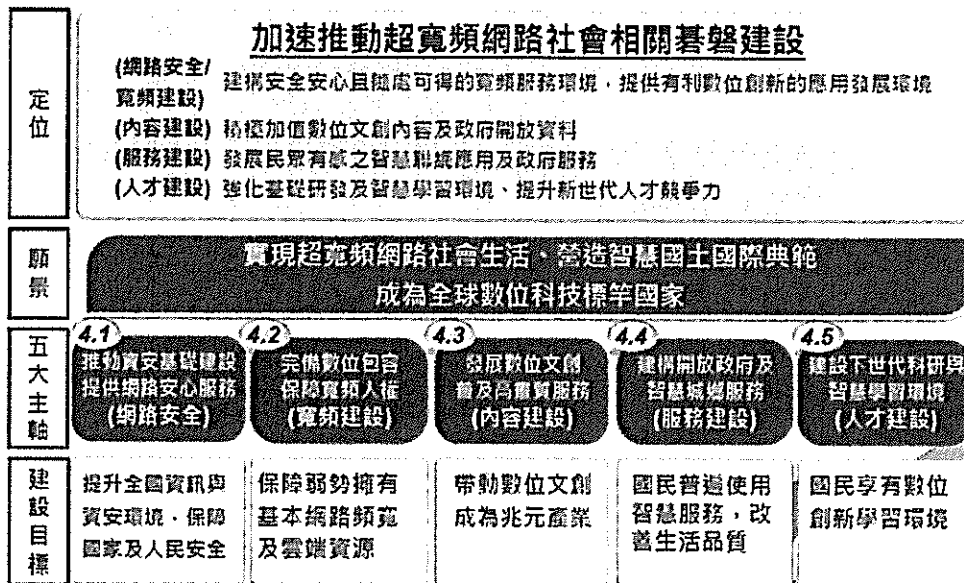 定位
加速推動超寬頻網路社會相關基磐建設
(網路安全/
寬頻建設)
建構安全安心且隨處可得的寬頻服務環境，提供有利數位創新的應用發展環境
(內容建設) 積極加值數位文創內容及政府開放資料
(服務建設) 發展民眾有感之智慧聯網應用及政府服務
(人才建設) 強化基礎研發及智慧學習環境、提升新世代人才競爭力
願景
實現超寬頻網路社會生活、營造智慧國土國際典範
成為全球數位科技標竿國家
五大主軸
4.1
推動資安基礎建設
提供網路安心服務
(網路安全)
4.2
完備數位包容
保障寬頻人權
(寬頻建設)
4.3
發展數位文創
普及高畫質服務
(內容建設)
4.4
建構開放政府及
智慧城鄉服務
(服務建設)
4.5
建設下世代科研與
智慧學習環境
(人才建設)
建設目標
提升全國資訊與
資安環境，保障
國家及人民安全
保障弱勢擁有
基本網路頻寬
及雲端資源
帶動數位文創
成為兆元產業
國民普遍使用
智慧服務，改
善生活品質
國民享有數位
創新學習環境